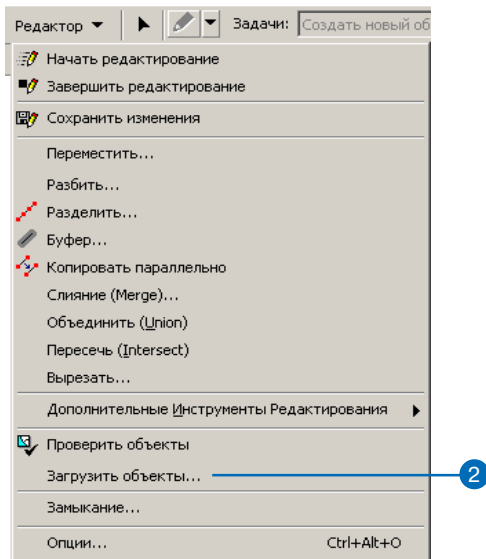 Редактор Задачи: Создать новый об
Начать редактирование
Завершить редактирование
Сохранить изменения
Переместить...
Разбить...
Разделить...
Буфер...
Копировать параллельно
Слияние (Merge)...
Объединить (Union)
Пересечь (Intersect)
Вырезать...
Дополнительные Инструменты Редактирования
Проверить объекты
Загрузить объекты... 2
Замыкание...
Опции... Ctrl+Alt+O